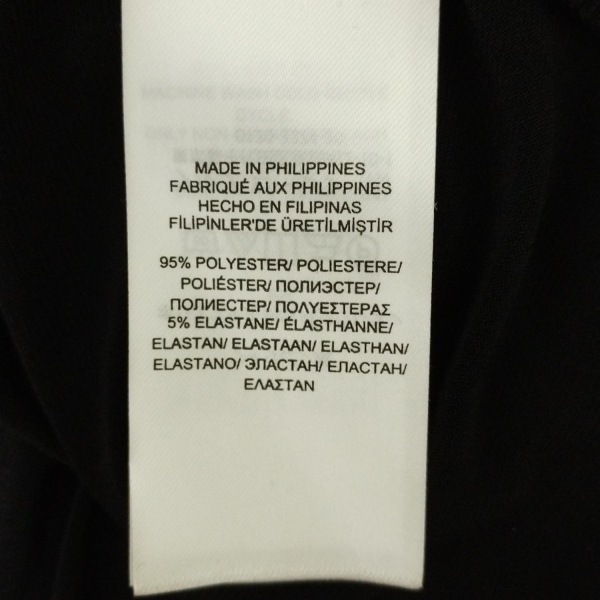 MADE IN PHILIPPINES
FABRIQUÉ AUX PHILIPPINES
HECHO EN FILIPINAS
FİLİPİNLER'DE ÜRETİLMİŞTİR
95% POLYESTER/ POLIESTERE/
POLIÉSTER/ ПОЛИЭСТЕР/
ПОЛИЕСТЕР/ ΠΟΛΥΕΣΤΕΡΑΣ
5% ELASTANE/ ÉLASTHANNE/
ELASTAN/ ELASTAAN/ ELASTHAN/
ELASTANO/ ЭЛАСТАН/ ЕЛАСТАН/
ΕΛΑΣΤΑΝ